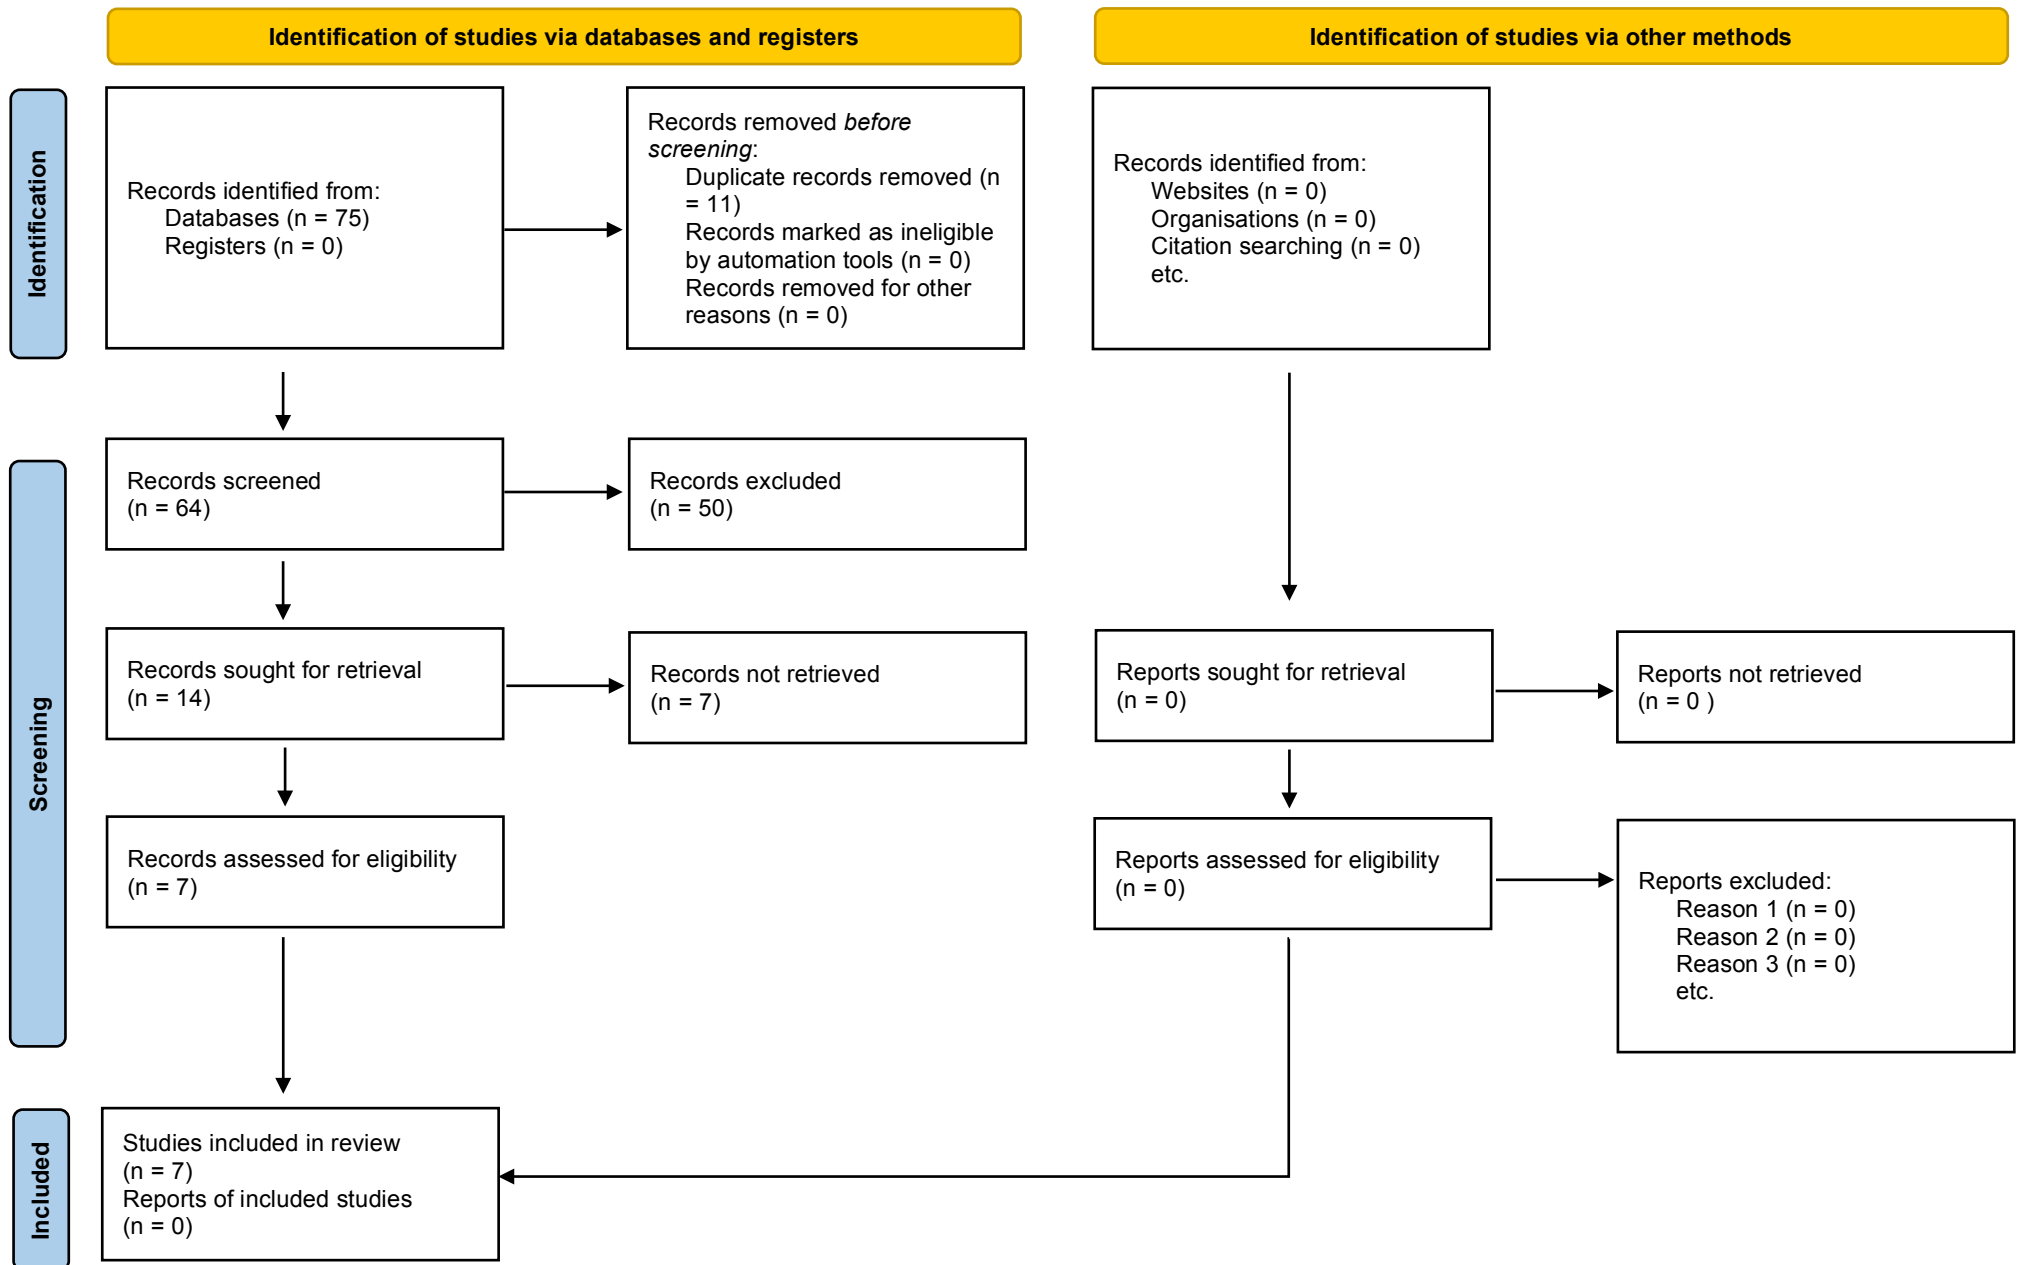 Identification of studies via databases and registers
Identification of studies via other methods
Identification
Records identified from:
Databases (n = 75)
Registers (n = 0)
Records removed before
screening:
Duplicate records removed (n
= 11)
Records marked as ineligible
by automation tools (n = 0)
Records removed for other
reasons (n = 0)
Records identified from:
Websites (n = 0)
Organisations (n = 0)
Citation searching (n = 0)
etc.
Screening
Records screened
(n = 64)
Records excluded
(n = 50)
Records sought for retrieval
(n = 14)
Records not retrieved
(n = 7)
Reports sought for retrieval
(n = 0)
Reports not retrieved
(n = 0 )
Records assessed for eligibility
(n = 7)
Reports assessed for eligibility
(n = 0)
Reports excluded:
Reason 1 (n = 0)
Reason 2 (n = 0)
Reason 3 (n = 0)
etc.
Included
Studies included in review
(n = 7)
Reports of included studies
(n = 0)